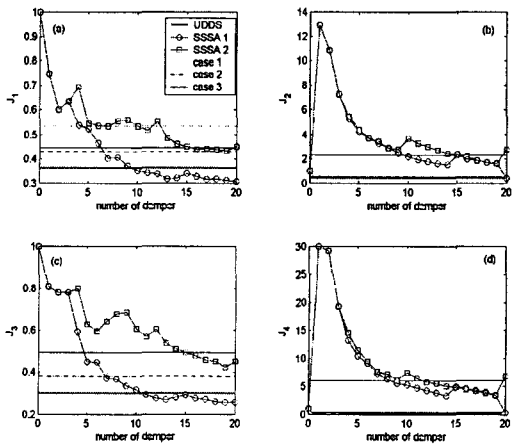 (a)
UDDS
SSSA 1
SSSA 2
case 1
case 2
case 3
1
0.9
0.8
0.7
0.6
0.5
0.4
0.3
J1
0 5 10 15 20
number of damper
(b)
14
12
10
8
6
4
2
0
J2
0 5 10 15 20
number of damper
(c)
1
0.8
0.6
0.4
0.2
J3
0 5 10 15 20
number of damper
(d)
30
25
20
15
10
5
0
J4
0 5 10 15 20
number of damper